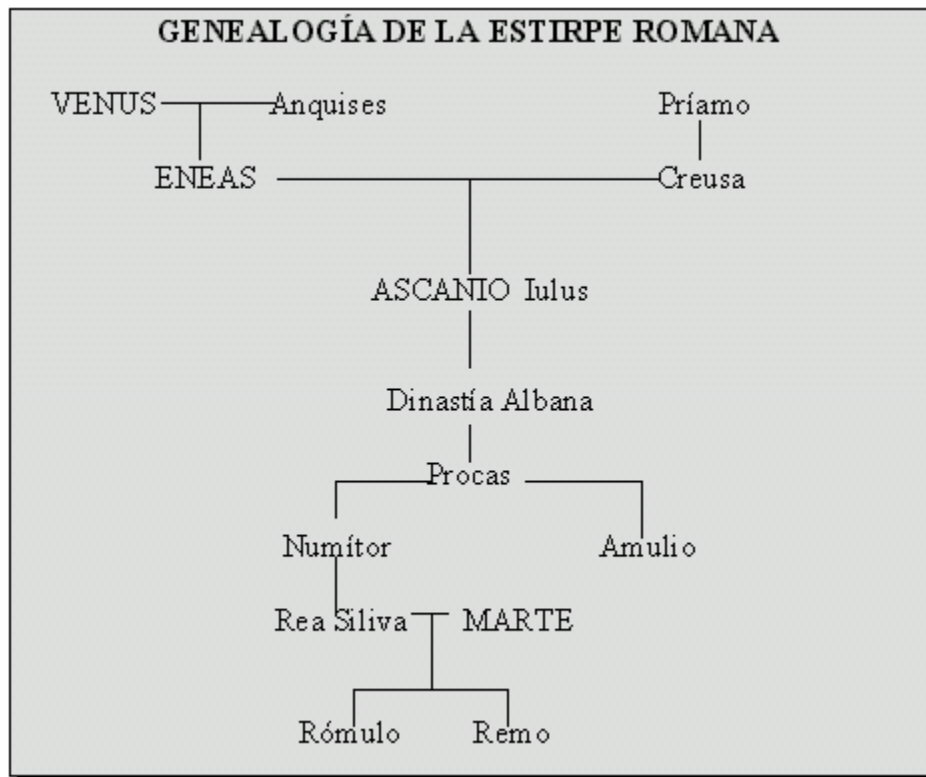 GENEALOGÍA DE LA ESTIRPE ROMANA
VENUS Anquises Príamo
ENEAS Creusa
ASCANIO Iulus
Dinastía Albana
Procas
Numítor Amulio
Rea Siliva MARTE
Rómulo Remo